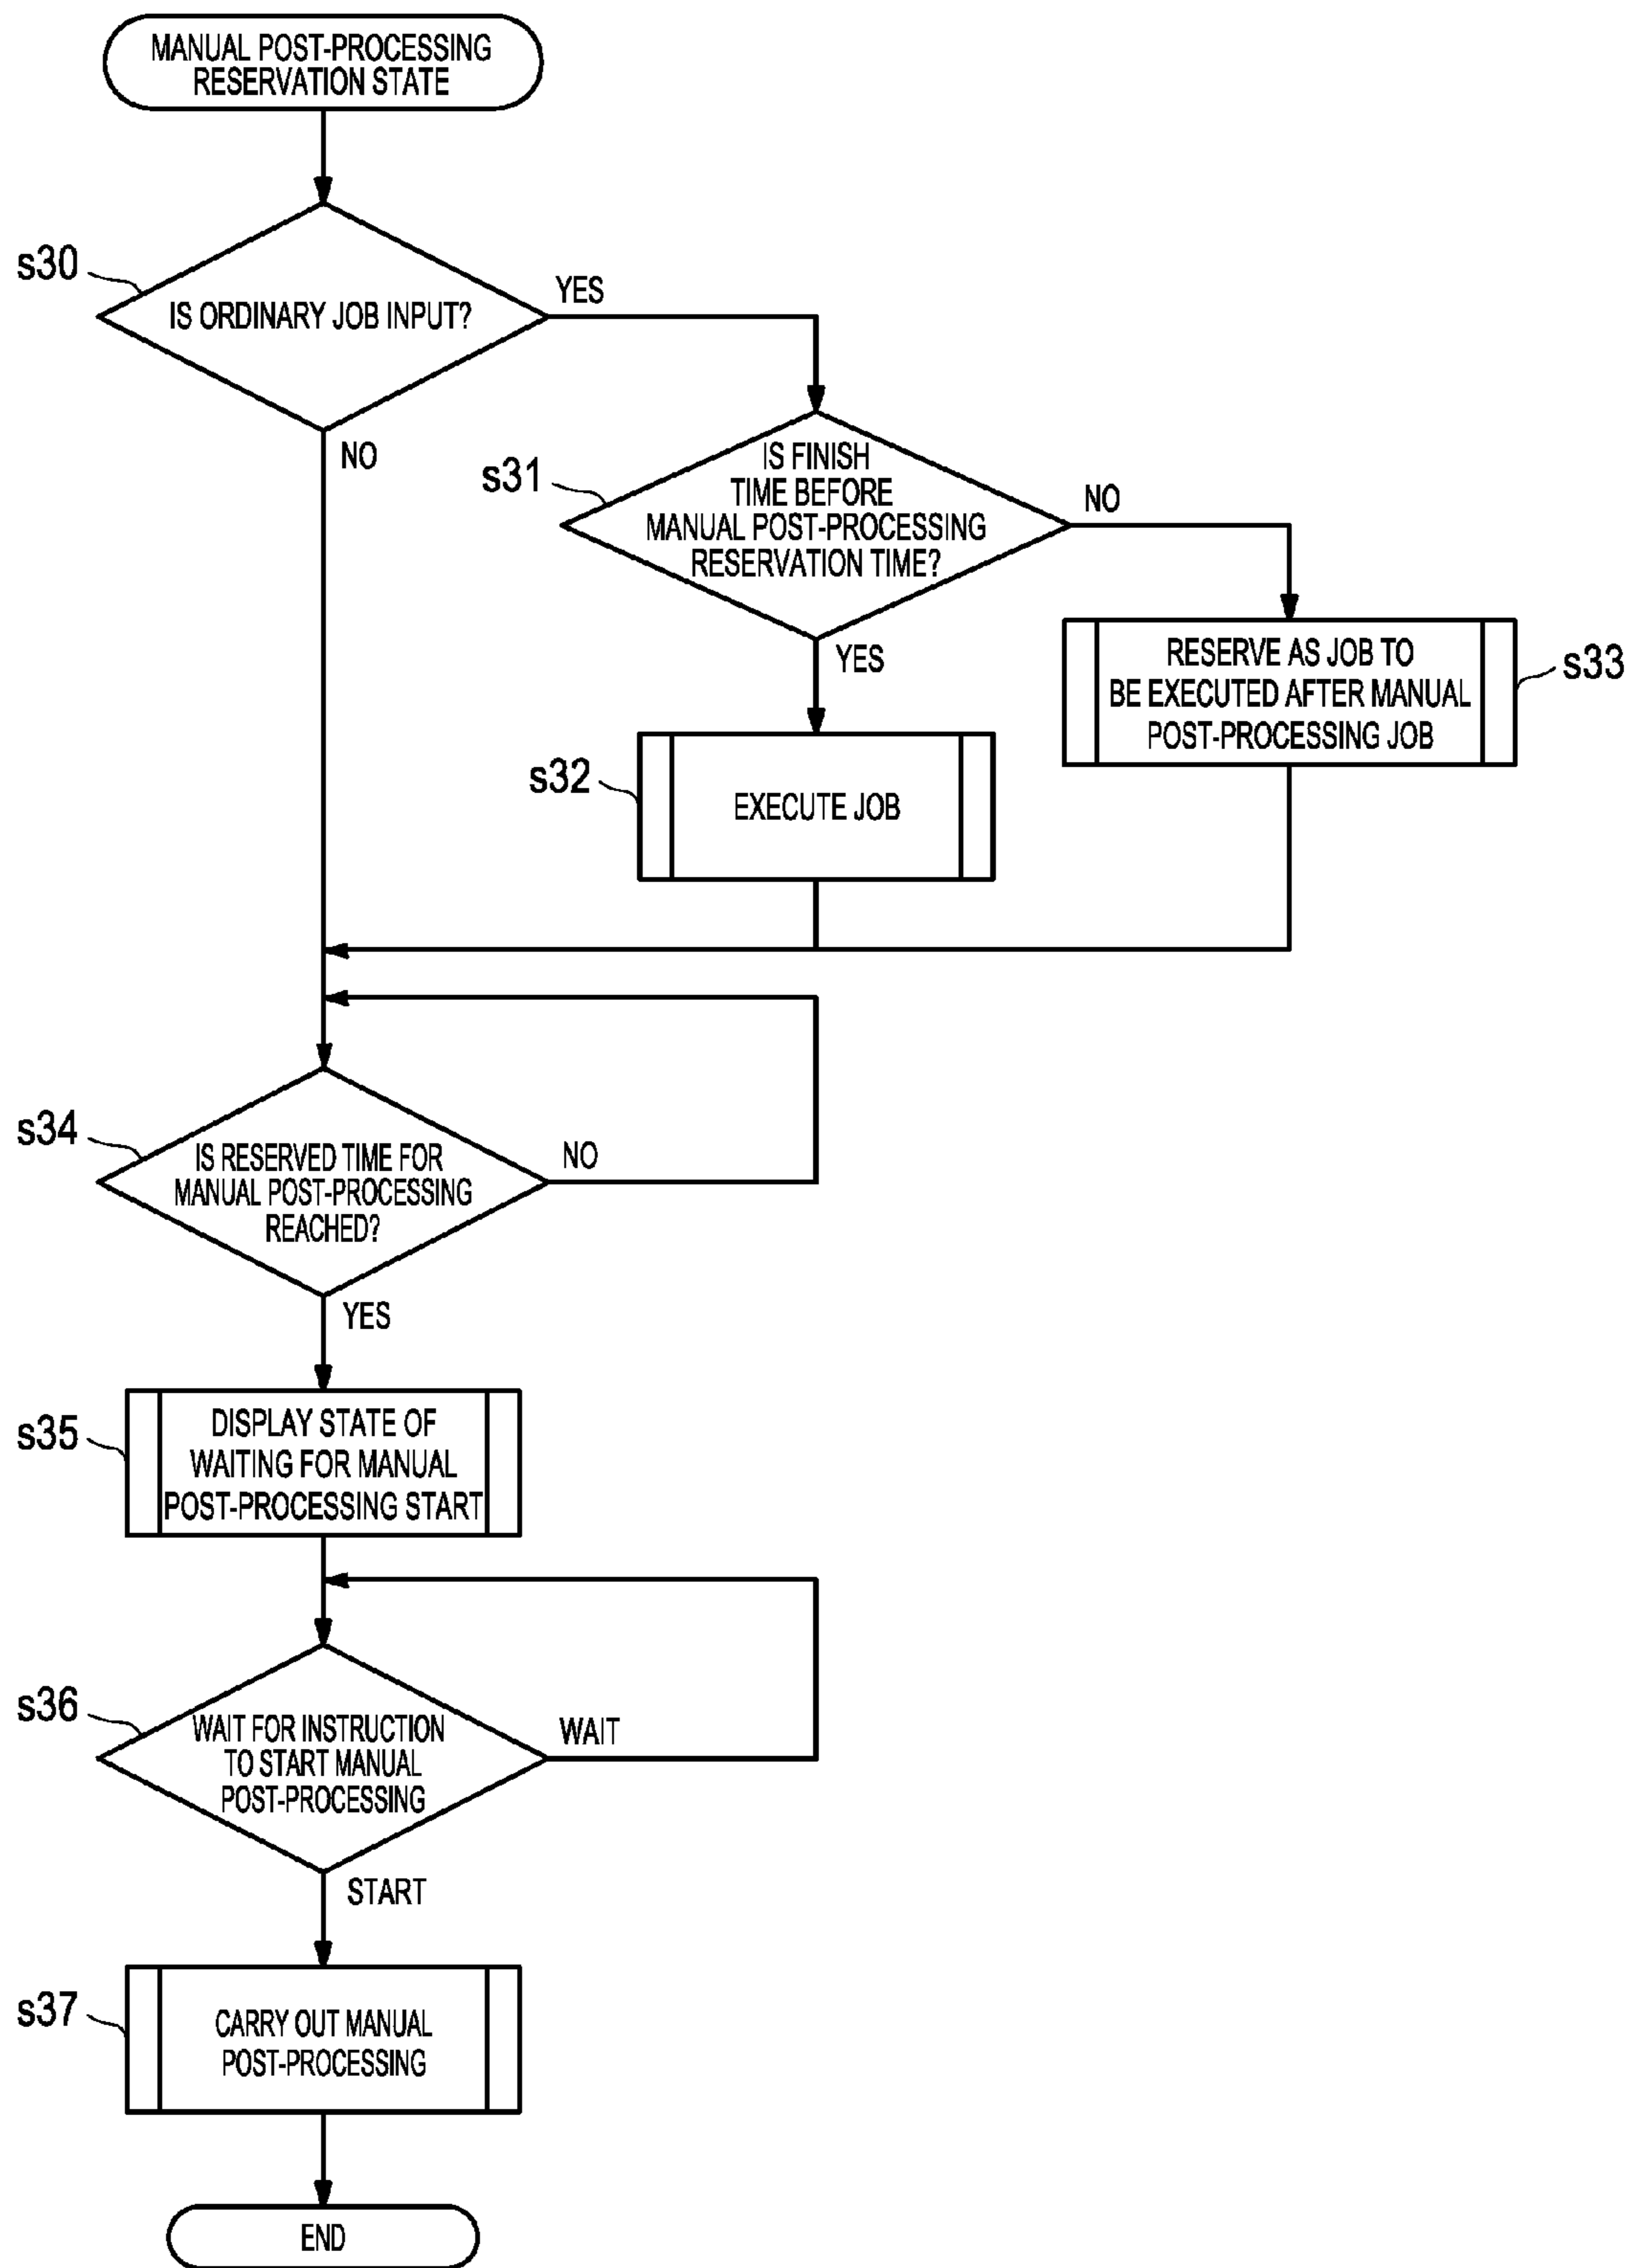 MANUAL POST-PROCESSING
RESERVATION STATE
s30
IS ORDINARY JOB INPUT?
YES
NO
s31
IS FINISH
TIME BEFORE
MANUAL POST-PROCESSING
RESERVATION TIME?
NO
YES
RESERVE AS JOB TO
BE EXECUTED AFTER MANUAL
POST-PROCESSING JOB
s33
s32
EXECUTE JOB
s34
IS RESERVED TIME FOR
MANUAL POST-PROCESSING
REACHED?
NO
YES
s35
DISPLAY STATE OF
WAITING FOR MANUAL
POST-PROCESSING START
s36
WAIT FOR INSTRUCTION
TO START MANUAL
POST-PROCESSING
WAIT
START
s37
CARRY OUT MANUAL
POST-PROCESSING
END